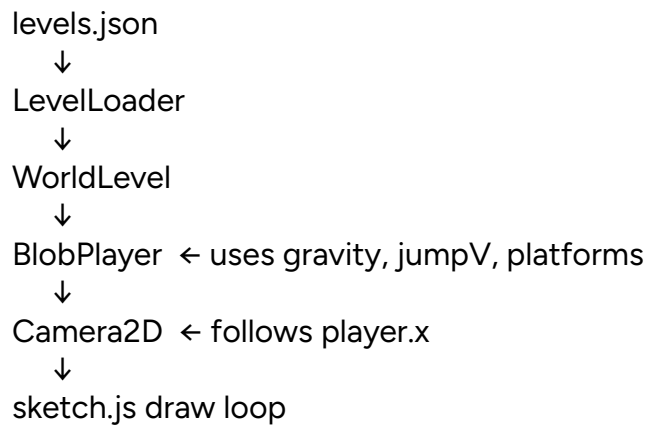 levels.json
↓
LevelLoader
↓
WorldLevel
↓
BlobPlayer ← uses gravity, jumpV, platforms
↓
Camera2D ← follows player.x
↓
sketch.js draw loop